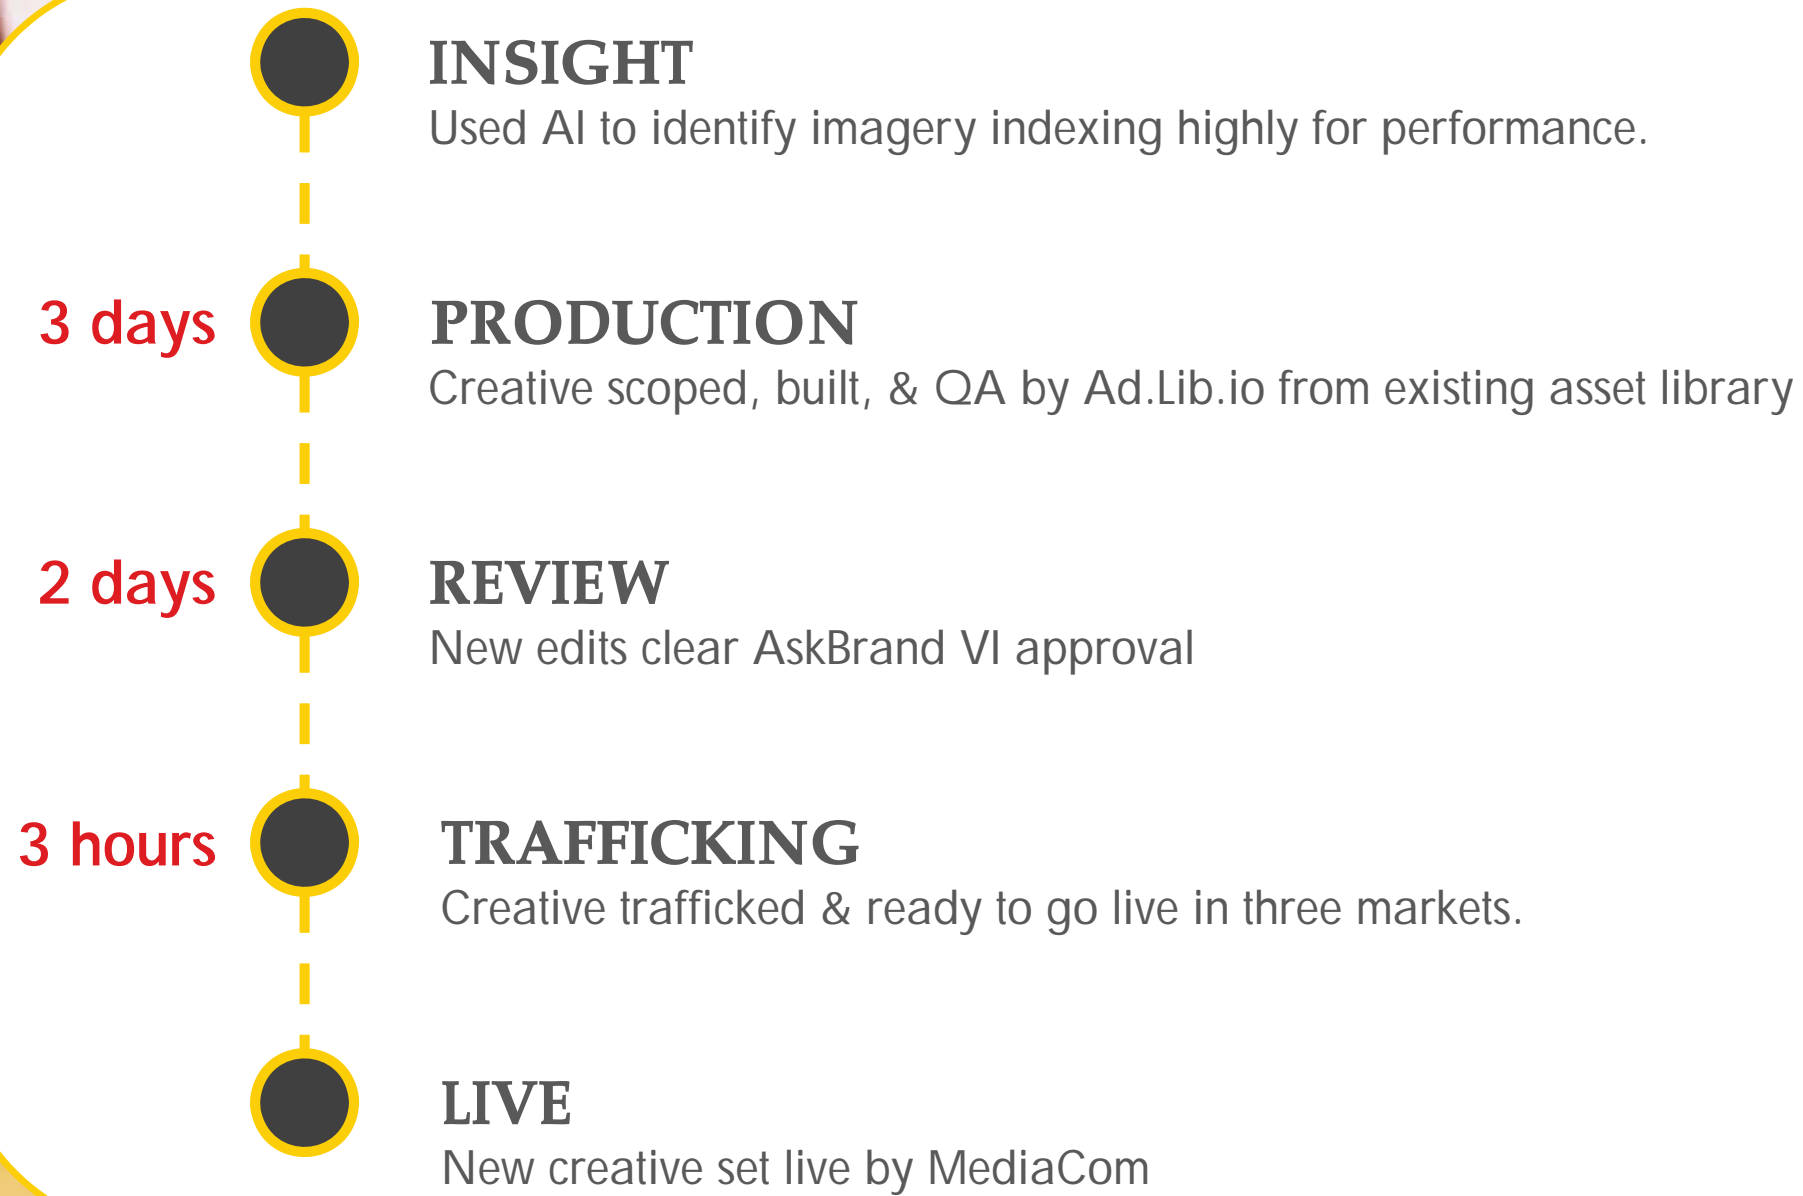 INSIGHT
Used AI to identify imagery indexing highly for performance.
3 days
PRODUCTION
Creative scoped, built, & QA by Ad.Lib.io from existing asset library
2 days
REVIEW
New edits clear AskBrand VI approval
3 hours
TRAFFICKING
Creative trafficked & ready to go live in three markets.
LIVE
New creative set live by MediaCom